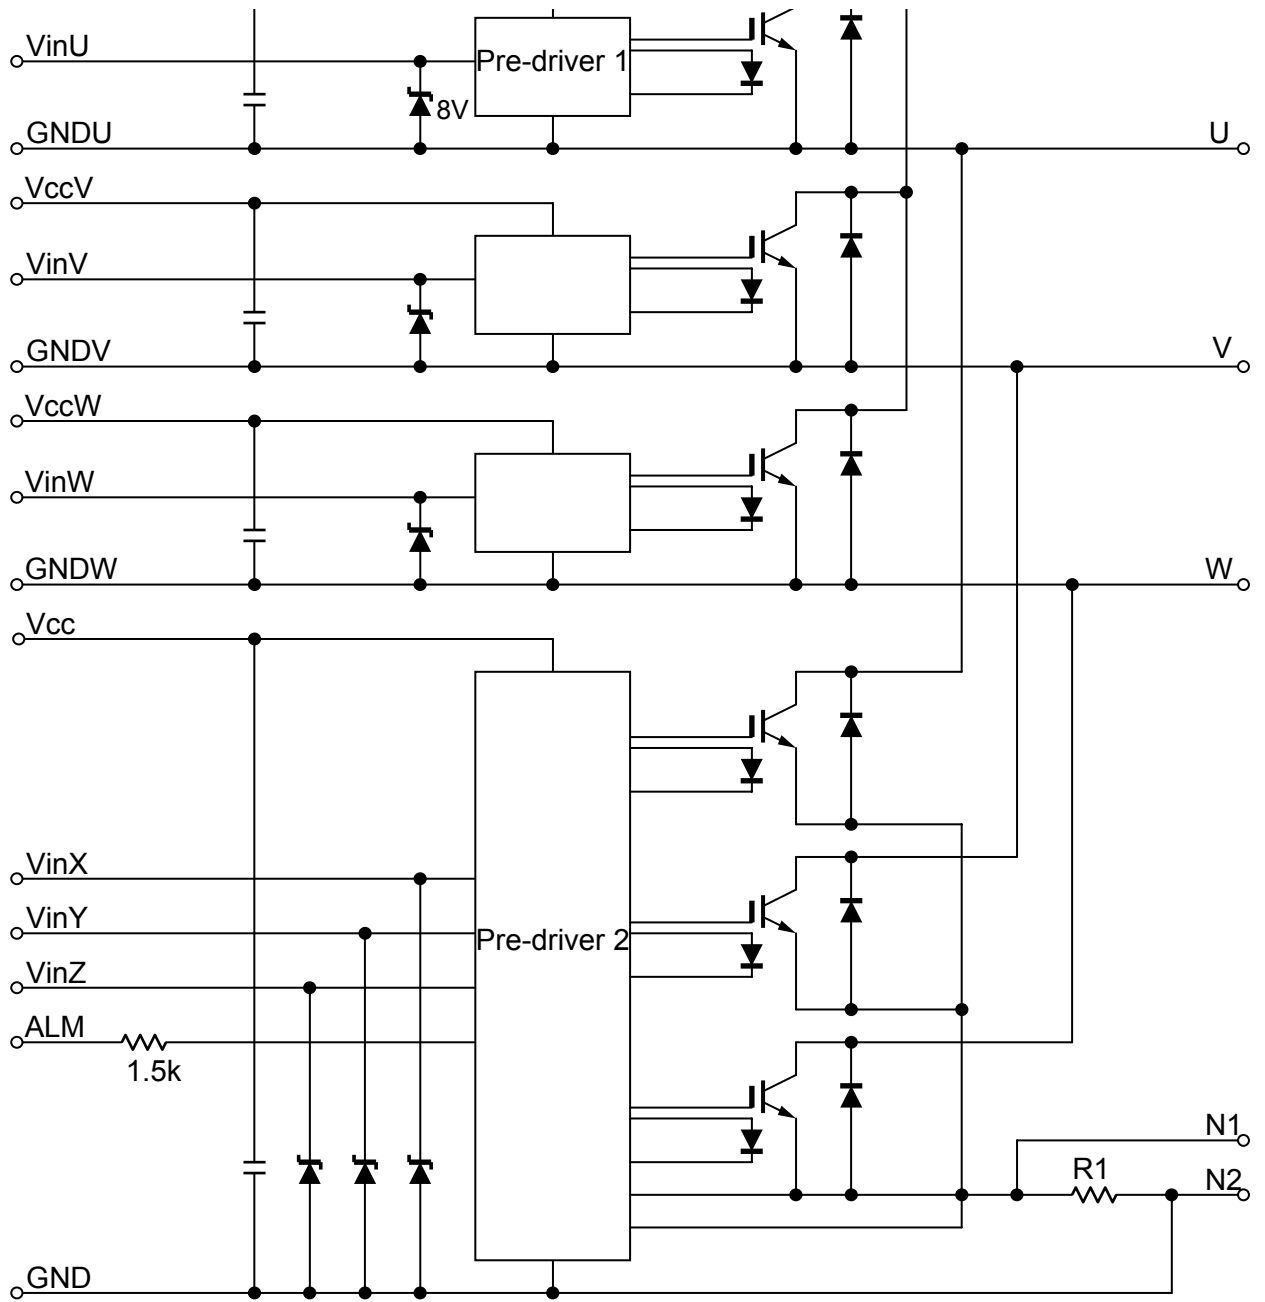 VinU
Pre-driver 1
8V
GNDU
U
VccV
VinV
GNDV
V
VccW
VinW
GNDW
W
Vcc
VinX
VinY
Pre-driver 2
VinZ
ALM
1.5k
N1
R1
N2
GND